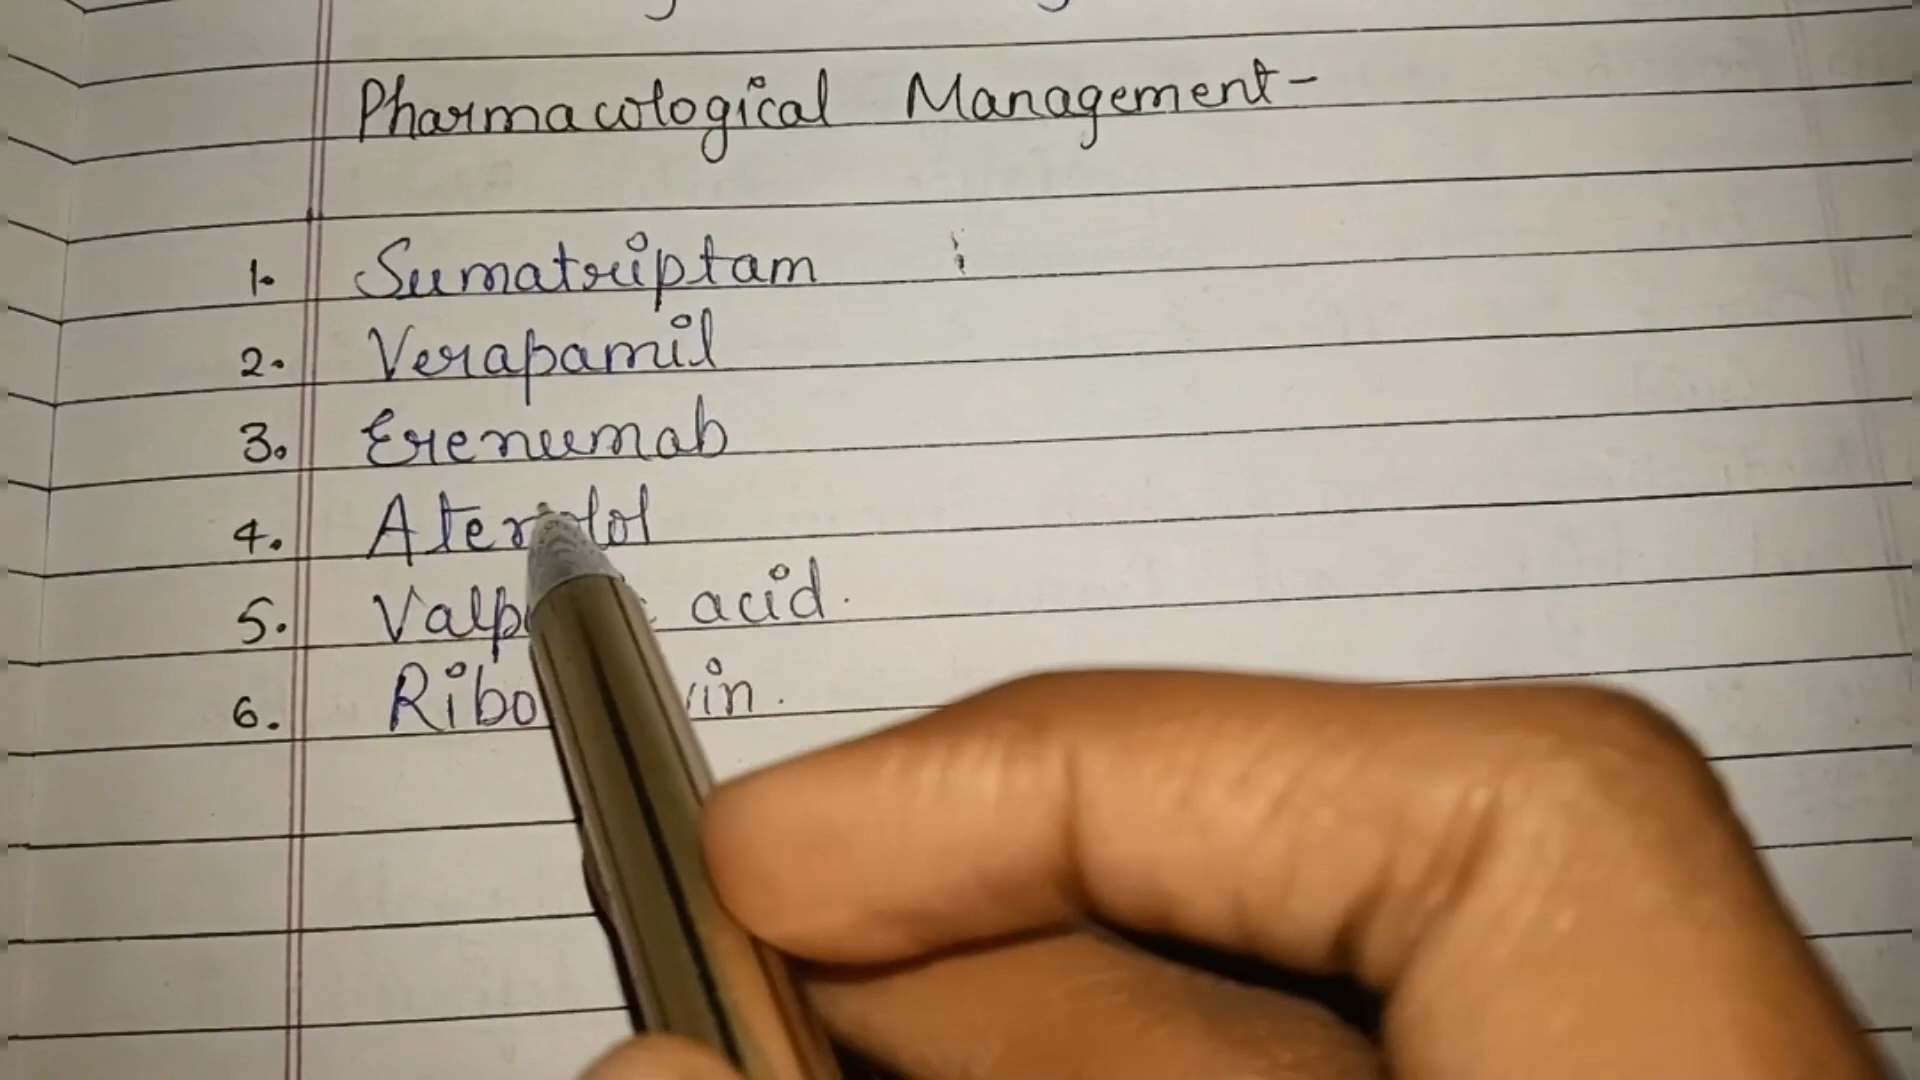 Pharmacological Management-
1. Sumatriptam
2. Verapamil
3. Erenumab
4.
5. acid.
6.